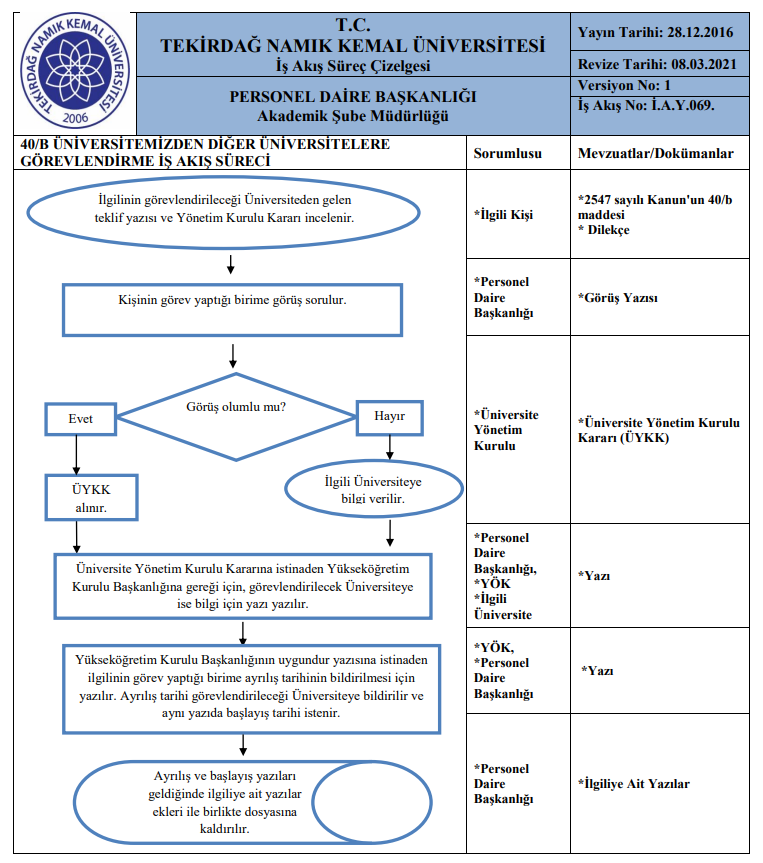 TEKİRDAĞ NAMIK KEMAL ÜNİVERSİTESİ
2006
T.C.
TEKİRDAĞ NAMIK KEMAL ÜNİVERSİTESİ
İş Akış Süreç Çizelgesi
PERSONEL DAİRE BAŞKANLIĞI
Akademik Şube Müdürlüğü
Yayın Tarihi: 28.12.2016
Revize Tarihi: 08.03.2021
Versiyon No: 1
İş Akış No: İ.A.Y.069.
40/B ÜNİVERSİTEMİZDEN DİĞER ÜNİVERSİTELERE
GÖREVLENDİRME İŞ AKIŞ SÜRECİ
Sorumlusu
Mevzuatlar/Dokümanlar
İlgilinin görevlendirileceği Üniversiteden gelen
teklif yazısı ve Yönetim Kurulu Kararı incelenir.
*İlgili Kişi
*2547 sayılı Kanun'un 40/b
maddesi
* Dilekçe
Kişinin görev yaptığı birime görüş sorulur.
*Personel
Daire
Başkanlığı
*Görüş Yazısı
Görüş olumlu mu?
Evet
Hayır
ÜYKK
alınır.
İlgili Üniversiteye
bilgi verilir.
*Üniversite
Yönetim
Kurulu
*Üniversite Yönetim Kurulu
Kararı (ÜYKK)
Üniversite Yönetim Kurulu Kararına istinaden Yükseköğretim
Kurulu Başkanlığına gereği için, görevlendirilecek Üniversiteye
ise bilgi için yazı yazılır.
*Personel
Daire
Başkanlığı,
*YÖK
*İlgili
Üniversite
*Yazı
Yükseköğretim Kurulu Başkanlığının uygundur yazısına istinaden
ilgilinin görev yaptığı birime ayrılış tarihinin bildirilmesi için
yazılır. Ayrılış tarihi görevlendirileceği Üniversiteye bildirilir ve
aynı yazıda başlayış tarihi istenir.
*YÖK,
*Personel
Daire
Başkanlığı
*Yazı
Ayrılış ve başlayış yazıları
geldiğinde ilgiliye ait yazılar
ekleri ile birlikte dosyasına
kaldırılır.
*Personel
Daire
Başkanlığı
*İlgiliye Ait Yazılar